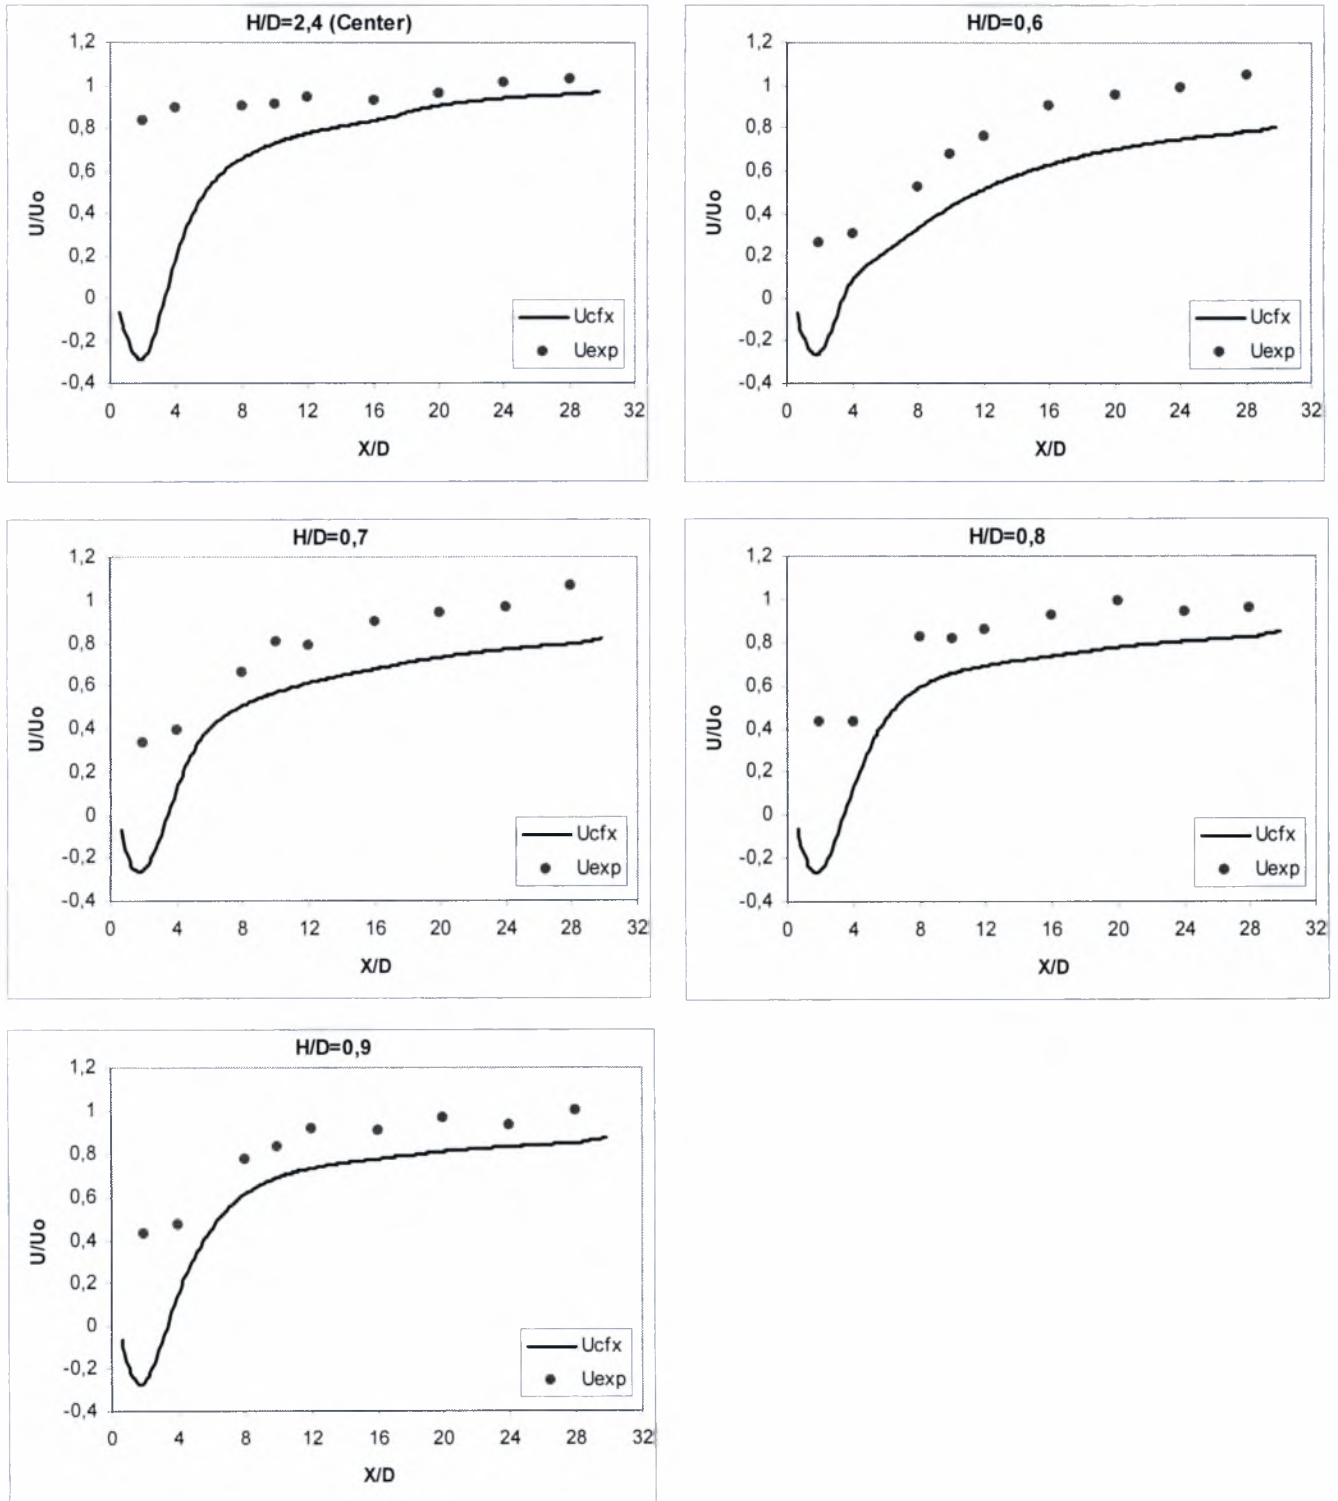 H/D=2,4 (Center)
1,2
1
0,8
0,6
0,4
0,2
0
-0,2
-0,4
U/Uo
0 4 8 12 16 20 24 28 32
X/D
Ucfx
Uexp
H/D=0,6
1,2
1
0,8
0,6
0,4
0,2
0
-0,2
-0,4
U/Uo
0 4 8 12 16 20 24 28 32
X/D
Ucfx
Uexp
H/D=0,7
1,2
1
0,8
0,6
0,4
0,2
0
-0,2
-0,4
U/Uo
0 4 8 12 16 20 24 28 32
X/D
Ucfx
Uexp
H/D=0,8
1,2
1
0,8
0,6
0,4
0,2
0
-0,2
-0,4
U/Uo
0 4 8 12 16 20 24 28 32
X/D
Ucfx
Uexp
H/D=0,9
1,2
1
0,8
0,6
0,4
0,2
0
-0,2
-0,4
U/Uo
0 4 8 12 16 20 24 28 32
X/D
Ucfx
Uexp